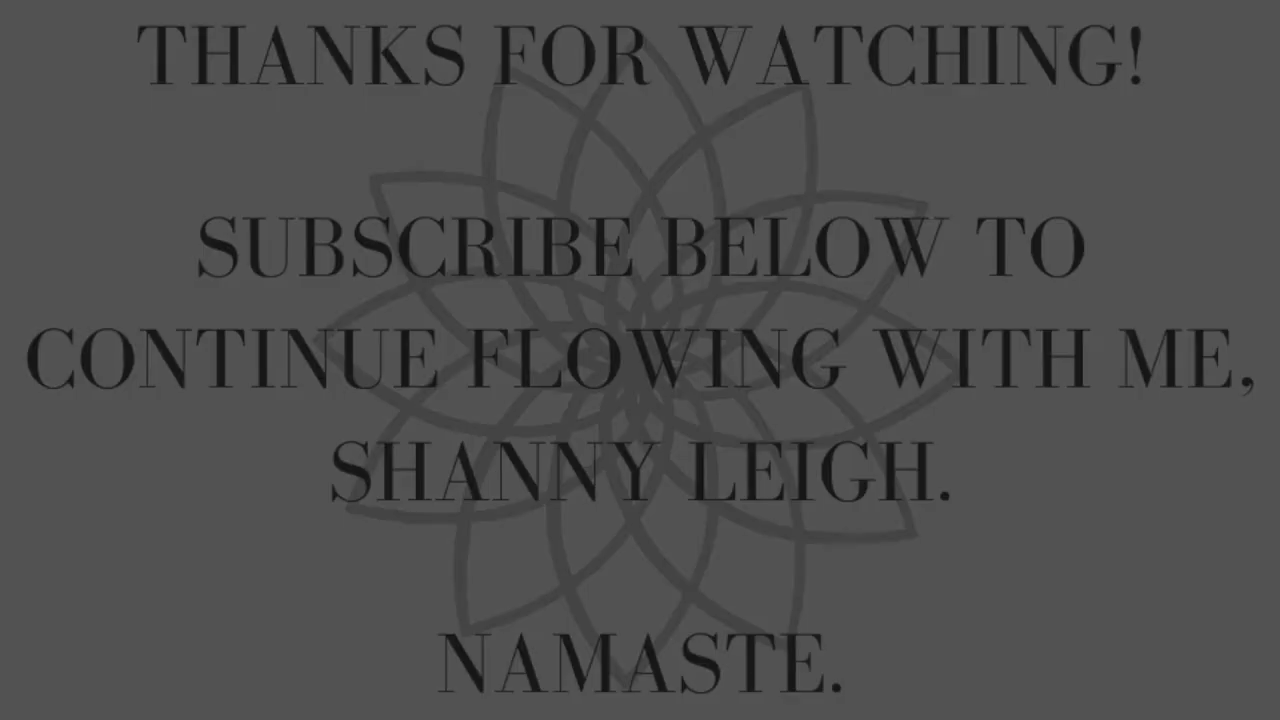 THANKS FOR WATCHING!
SUBSCRIBE BELOW TO
CONTINUE FLOWING WITH ME,
SHANNY LEIGH.
NAMASTE.